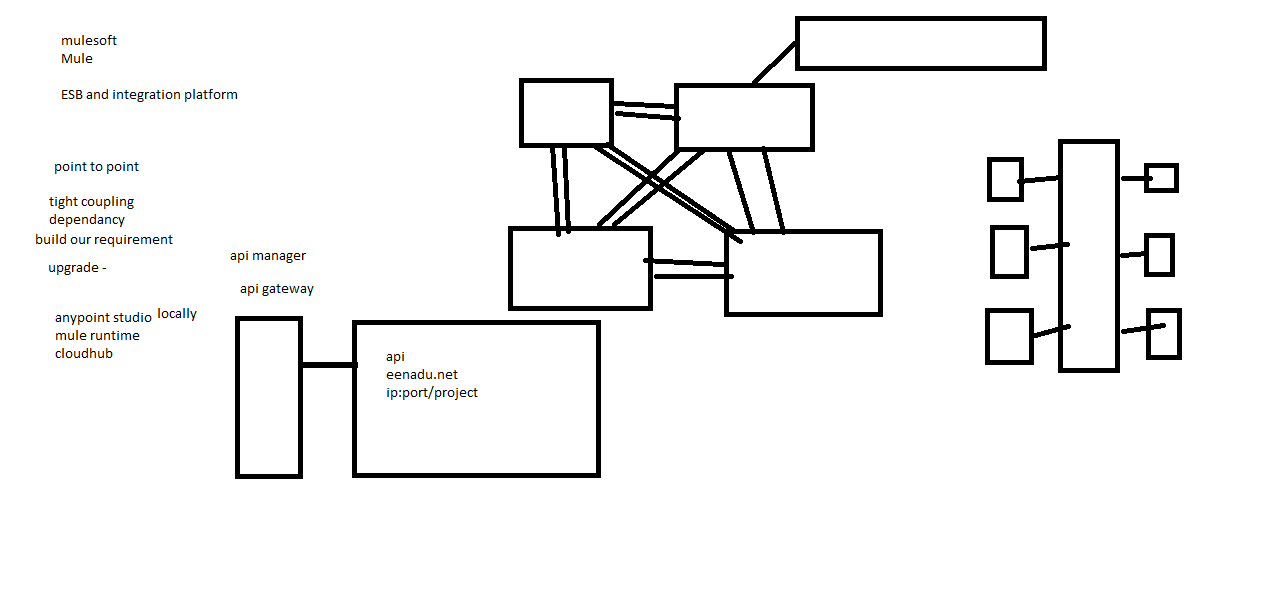 mulesoft
Mule
ESB and integration platform
point to point
tight coupling
dependancy
build our requirement
upgrade -
api manager
api gateway
anypoint studio locally
mule runtime
cloudhub
api
eenadu.net
ip:port/project